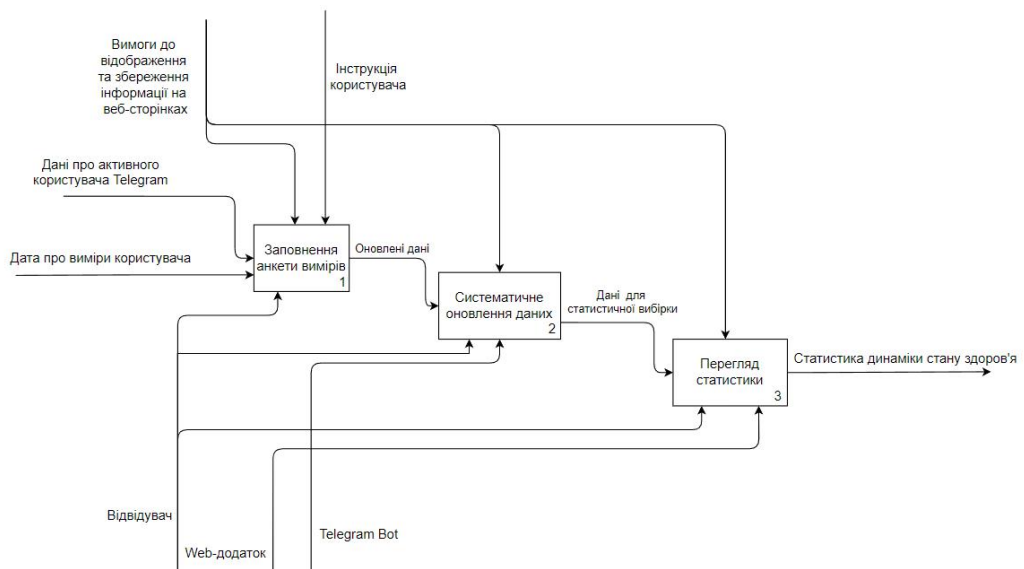 Вимоги до
відображення
та збереження
інформації на
веб-сторінках
Інструкція
користувача
Дані про активного
користувача Telegram
Дата про виміри користувача
Заповнення
анкети вимірів
1
Оновлені дані
Систематичне
оновлення даних
2
Дані для
статистичної вибірки
Перегляд
статистики
3
Статистика динаміки стану здоров'я
Відвідувач
Web-додаток
Telegram Bot